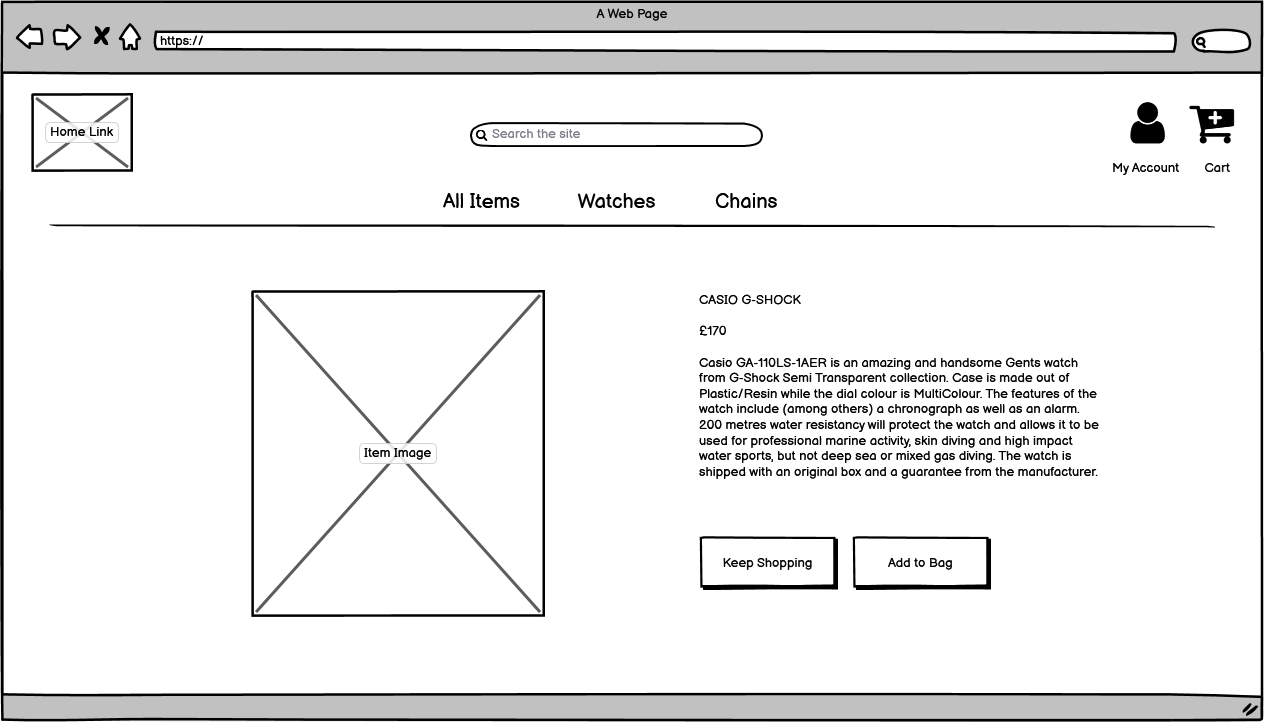 A Web Page
https://
Home Link
Search the site
My Account
Cart
All Items
Watches
Chains
CASIO G-SHOCK
£170
Casio GA-110LS-1AER is an amazing and handsome Gents watch
from G-Shock Semi Transparent collection. Case is made out of
Plastic/Resin while the dial colour is MultiColour. The features of the
watch include (among others) a chronograph as well as an alarm.
200 metres water resistancy will protect the watch and allows it to be
used for professional marine activity, skin diving and high impact
water sports, but not deep sea or mixed gas diving. The watch is
shipped with an original box and a guarantee from the manufacturer.
Item Image
Keep Shopping
Add to Bag